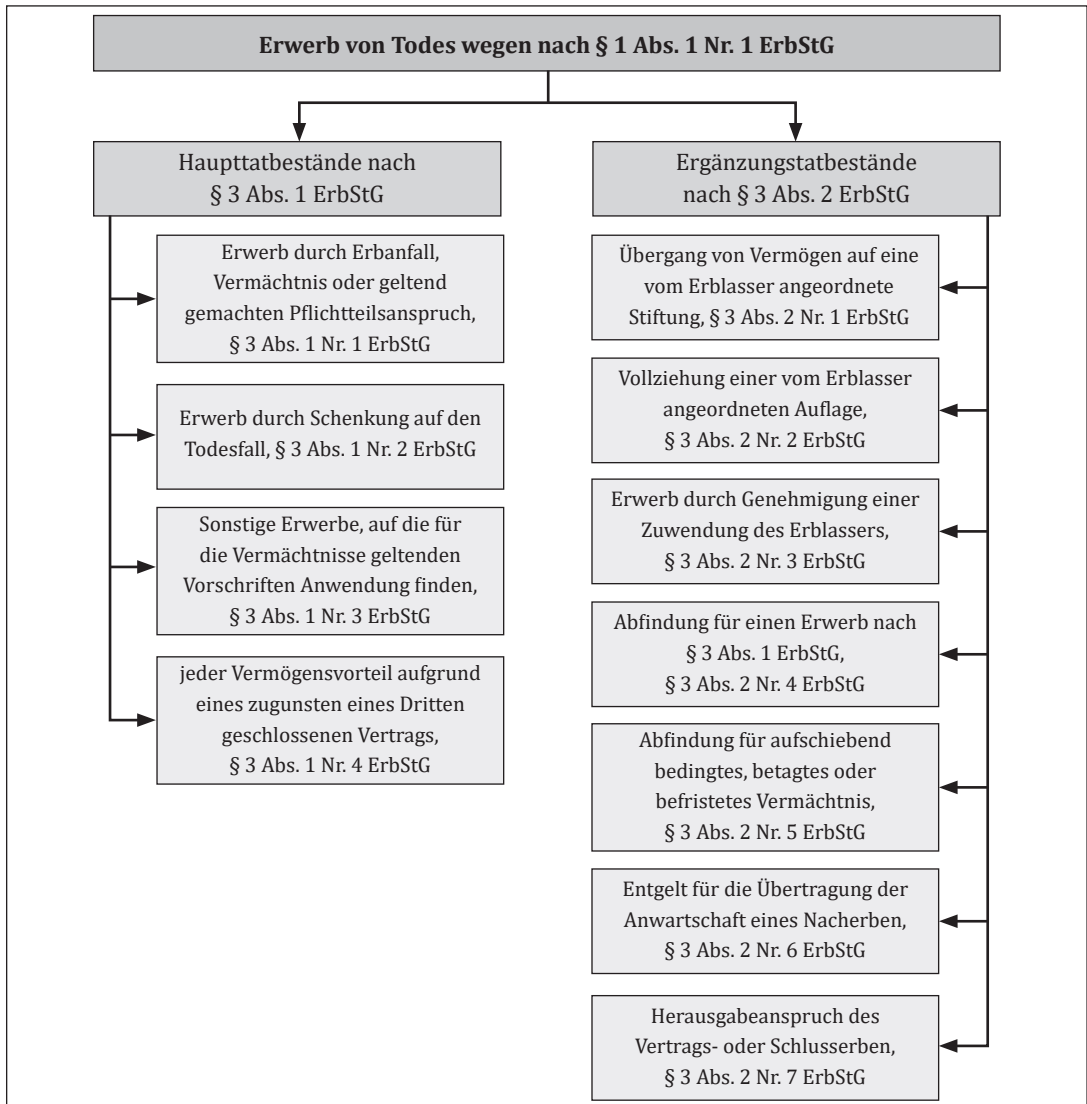 Erwerb von Todes wegen nach § 1 Abs. 1 Nr. 1 ErbStG
Haupttatbestände nach
§ 3 Abs. 1 ErbStG
Erwerb durch Erbanfall,
Vermächtnis oder geltend
gemachten Pflichtteilsanspruch,
§ 3 Abs. 1 Nr. 1 ErbStG
Erwerb durch Schenkung auf den
Todesfall, § 3 Abs. 1 Nr. 2 ErbStG
Sonstige Erwerbe, auf die für
die Vermächtnisse geltenden
Vorschriften Anwendung finden,
§ 3 Abs. 1 Nr. 3 ErbStG
jeder Vermögensvorteil aufgrund
eines zugunsten eines Dritten
geschlossenen Vertrags,
§ 3 Abs. 1 Nr. 4 ErbStG
Ergänzungstatbestände
nach § 3 Abs. 2 ErbStG
Übergang von Vermögen auf eine
vom Erblasser angeordnete
Stiftung, § 3 Abs. 2 Nr. 1 ErbStG
Vollziehung einer vom Erblasser
angeordneten Auflage,
§ 3 Abs. 2 Nr. 2 ErbStG
Erwerb durch Genehmigung einer
Zuwendung des Erblassers,
§ 3 Abs. 2 Nr. 3 ErbStG
Abfindung für einen Erwerb nach
§ 3 Abs. 1 ErbStG,
§ 3 Abs. 2 Nr. 4 ErbStG
Abfindung für aufschiebend
bedingtes, betagtes oder
befristetes Vermächtnis,
§ 3 Abs. 2 Nr. 5 ErbStG
Entgelt für die Übertragung der
Anwartschaft eines Nacherben,
§ 3 Abs. 2 Nr. 6 ErbStG
Herausgabeanspruch des
Vertrags- oder Schlusserben,
§ 3 Abs. 2 Nr. 7 ErbStG